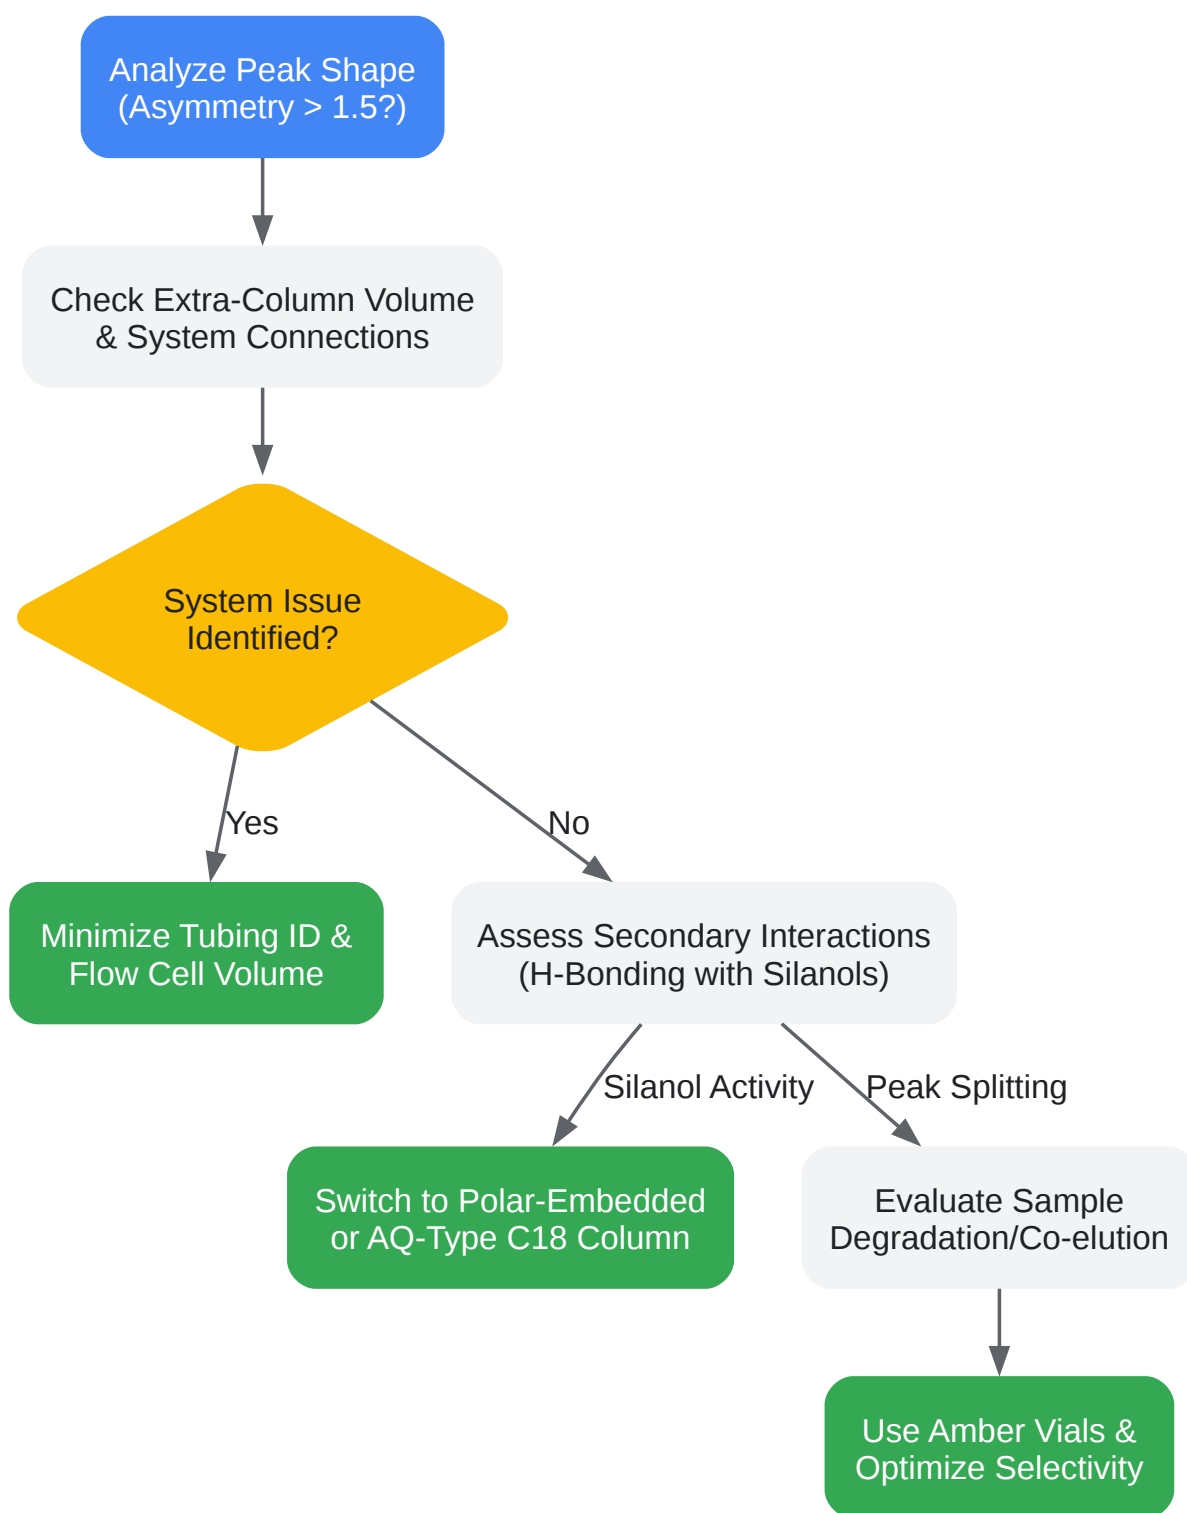 Analyze Peak Shape
(Asymmetry > 1.5?)
Check Extra-Column Volume
& System Connections
System Issue
Identified?
Yes
No
Minimize Tubing ID &
Flow Cell Volume
Assess Secondary Interactions
(H-Bonding with Silanols)
Silanol Activity
Peak Splitting
Switch to Polar-Embedded
or AQ-Type C18 Column
Evaluate Sample
Degradation/Co-elution
Use Amber Vials &
Optimize Selectivity